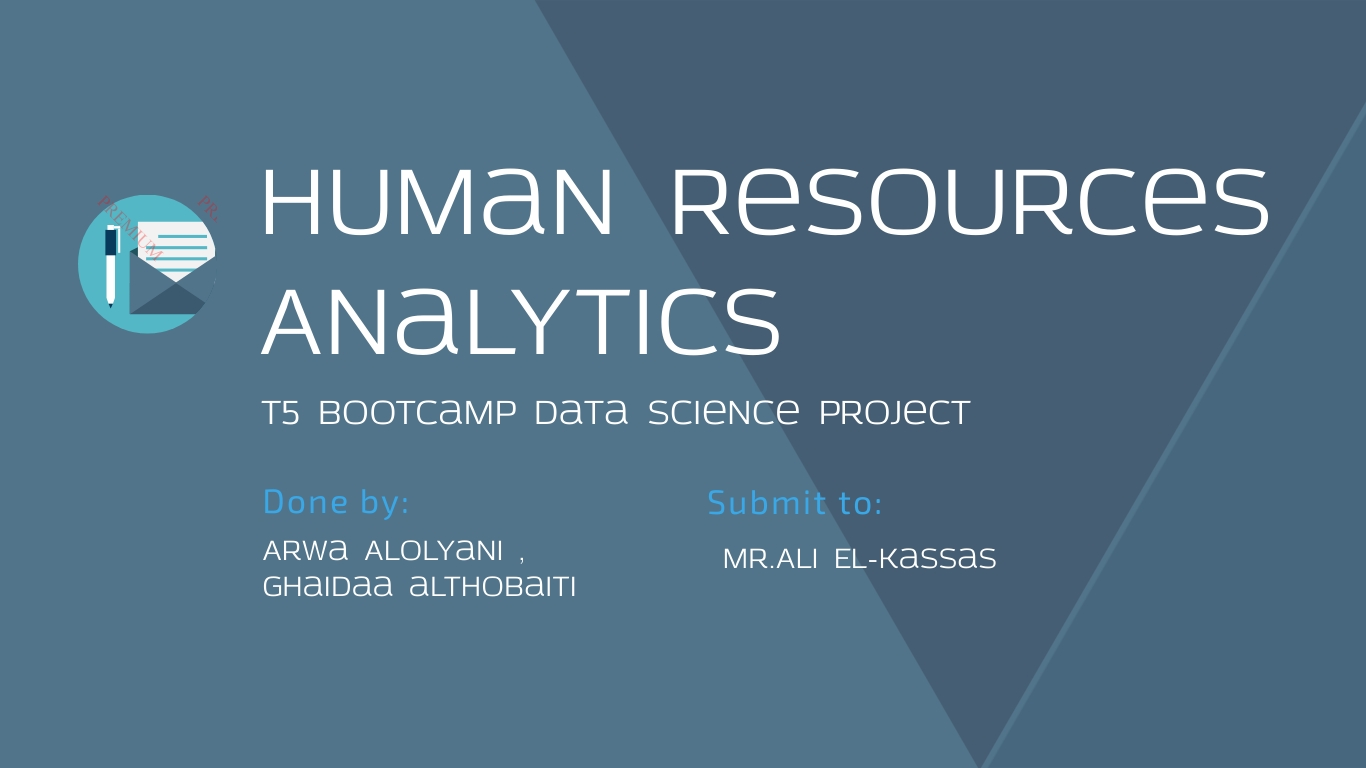 HUMaN ResOURces
ANaLYTICS
T5 BOOTCaMP DaTa SCIeNCe PROJeCT
Done by:
ARWa ALOLYaNI ,
GHaIDaa aLTHOBaITI
Submit to:
MR.ALI EL-Kassas
PREMIUM